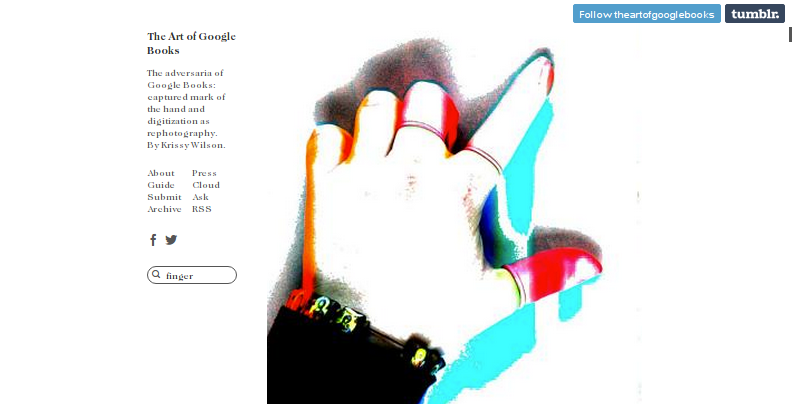 Follow theartofgooglebooks
tumblr.
The Art of Google
Books
The adversaria of
Google Books:
captured mark of
the hand and
digitization as
rephotography.
By Krissy Wilson.
About Press
Guide Cloud
Submit Ask
Archive RSS
finger